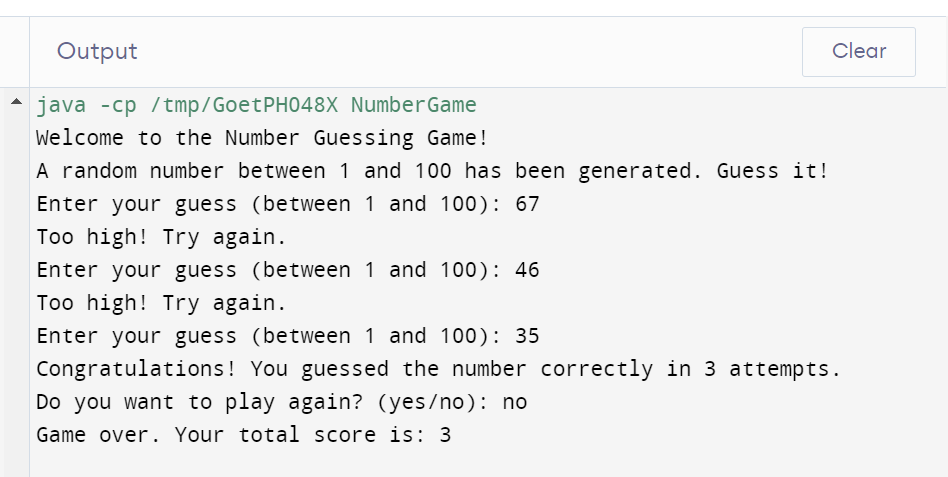 Output
Clear
java -cp /tmp/GoetPHO48X NumberGame
Welcome to the Number Guessing Game!
A random number between 1 and 100 has been generated. Guess it!
Enter your guess (between 1 and 100): 67
Too high! Try again.
Enter your guess (between 1 and 100): 46
Too high! Try again.
Enter your guess (between 1 and 100): 35
Congratulations! You guessed the number correctly in 3 attempts.
Do you want to play again? (yes/no): no
Game over. Your total score is: 3